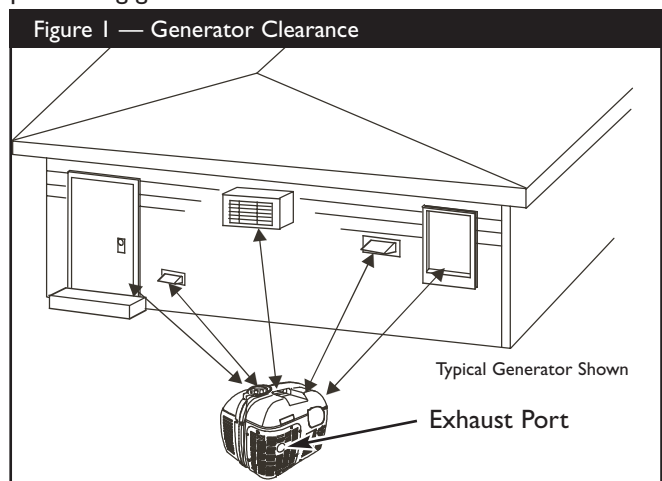 Figure 1 — Generator Clearance
Typical Generator Shown
Exhaust Port